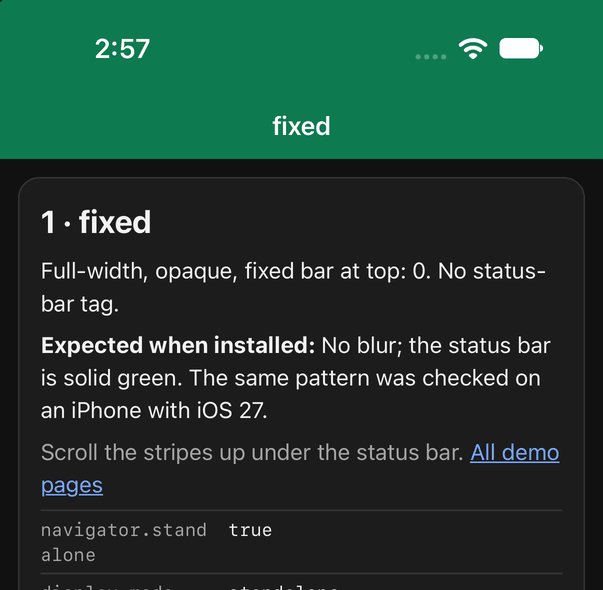 2:57
fixed
1 · fixed
Full-width, opaque, fixed bar at top: 0. No status-
bar tag.
Expected when installed: No blur; the status bar
is solid green. The same pattern was checked on
an iPhone with iOS 27.
Scroll the stripes up under the status bar. All demo
pages
navigator.stand true
alone